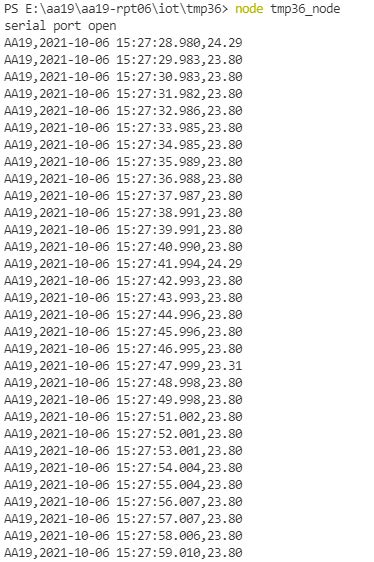 PS E:\aa19\aa19-rpt06\iot\tmp36> node tmp36_node
serial port open
AA19,2021-10-06 15:27:28.980,24.29
AA19,2021-10-06 15:27:29.983,23.80
AA19,2021-10-06 15:27:30.983,23.80
AA19,2021-10-06 15:27:31.982,23.80
AA19,2021-10-06 15:27:32.986,23.80
AA19,2021-10-06 15:27:33.985,23.80
AA19,2021-10-06 15:27:34.985,23.80
AA19,2021-10-06 15:27:35.989,23.80
AA19,2021-10-06 15:27:36.988,23.80
AA19,2021-10-06 15:27:37.987,23.80
AA19,2021-10-06 15:27:38.991,23.80
AA19,2021-10-06 15:27:39.991,23.80
AA19,2021-10-06 15:27:40.990,23.80
AA19,2021-10-06 15:27:41.994,24.29
AA19,2021-10-06 15:27:42.993,23.80
AA19,2021-10-06 15:27:43.993,23.80
AA19,2021-10-06 15:27:44.996,23.80
AA19,2021-10-06 15:27:45.996,23.80
AA19,2021-10-06 15:27:46.995,23.80
AA19,2021-10-06 15:27:47.999,23.31
AA19,2021-10-06 15:27:48.998,23.80
AA19,2021-10-06 15:27:49.998,23.80
AA19,2021-10-06 15:27:51.002,23.80
AA19,2021-10-06 15:27:52.001,23.80
AA19,2021-10-06 15:27:53.001,23.80
AA19,2021-10-06 15:27:54.004,23.80
AA19,2021-10-06 15:27:55.004,23.80
AA19,2021-10-06 15:27:56.007,23.80
AA19,2021-10-06 15:27:57.007,23.80
AA19,2021-10-06 15:27:58.006,23.80
AA19,2021-10-06 15:27:59.010,23.80